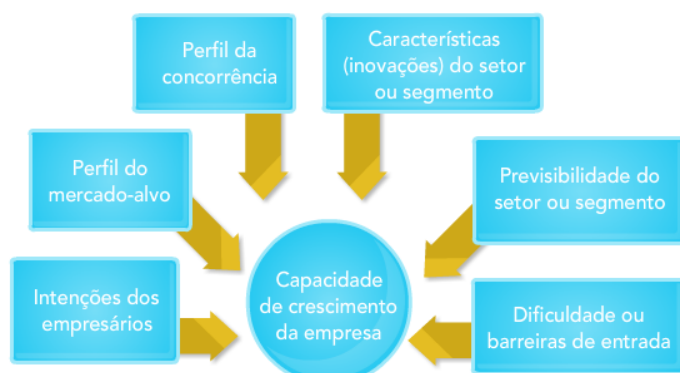 Perfil da
concorrência
Características
(inovações) do setor
ou segmento
Perfil do
mercado-alvo
Previsibilidade do
setor ou segmento
Intenções dos
empresários
Capacidade
de crescimento
da empresa
Dificuldade ou
barreiras de entrada